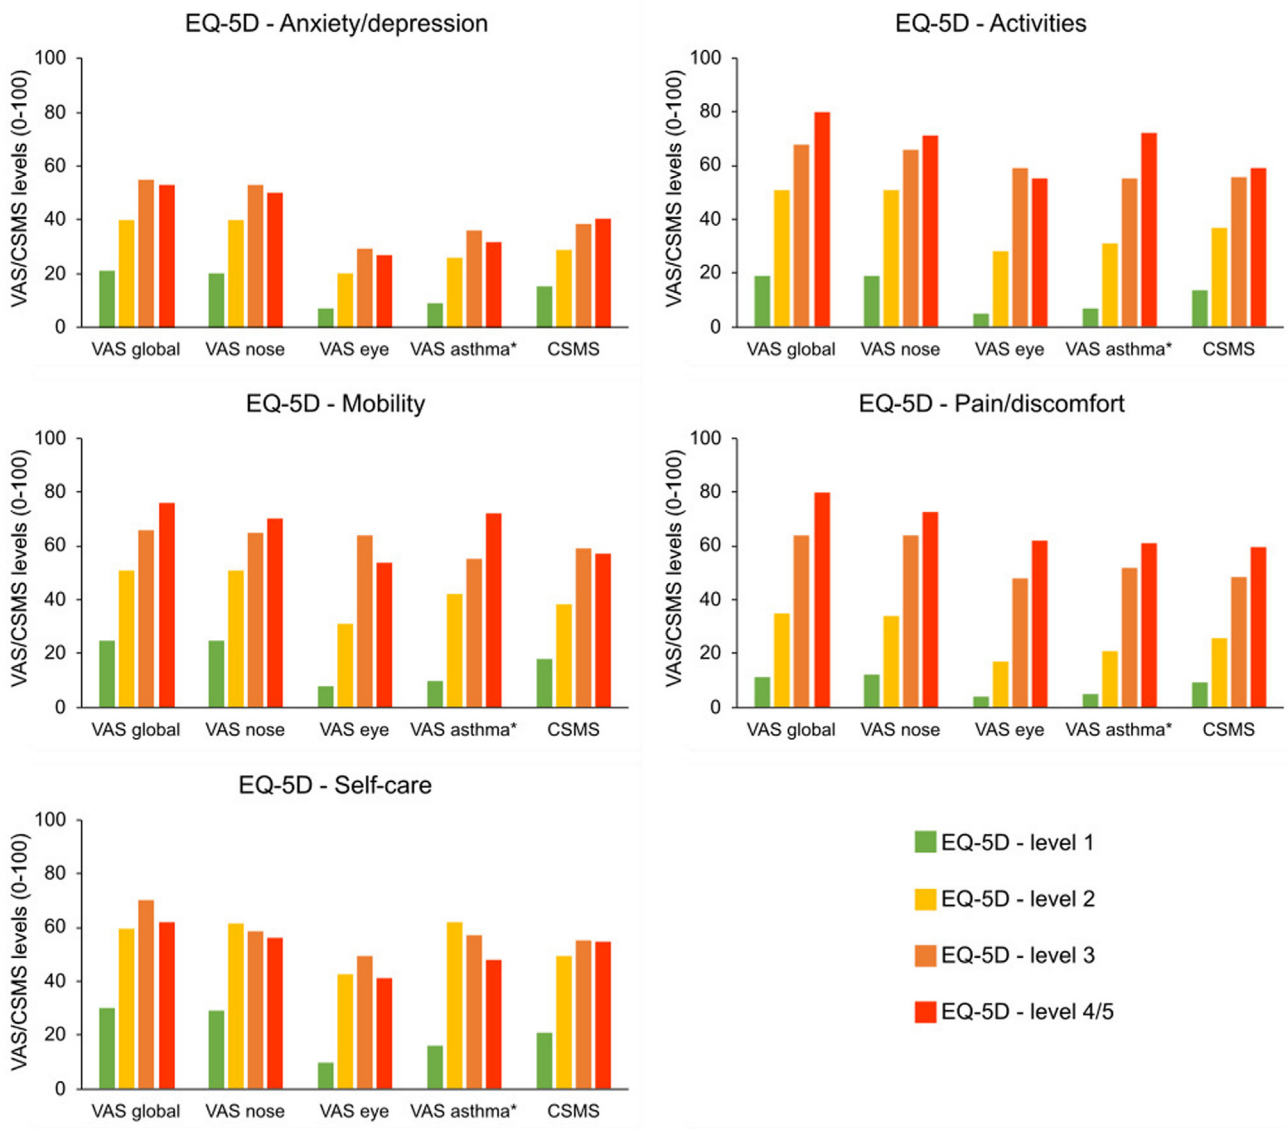 EQ-5D - Anxiety/depression
VAS/CSMS levels (0-100)
100
80
60
40
20
0
VAS global VAS nose VAS eye VAS asthma* CSMS
EQ-5D - Activities
VAS/CSMS levels (0-100)
100
80
60
40
20
0
VAS global VAS nose VAS eye VAS asthma* CSMS
EQ-5D - Mobility
VAS/CSMS levels (0-100)
100
80
60
40
20
0
VAS global VAS nose VAS eye VAS asthma* CSMS
EQ-5D - Pain/discomfort
VAS/CSMS levels (0-100)
100
80
60
40
20
0
VAS global VAS nose VAS eye VAS asthma* CSMS
EQ-5D - Self-care
VAS/CSMS levels (0-100)
100
80
60
40
20
0
VAS global VAS nose VAS eye VAS asthma* CSMS
EQ-5D - level 1
EQ-5D - level 2
EQ-5D - level 3
EQ-5D - level 4/5